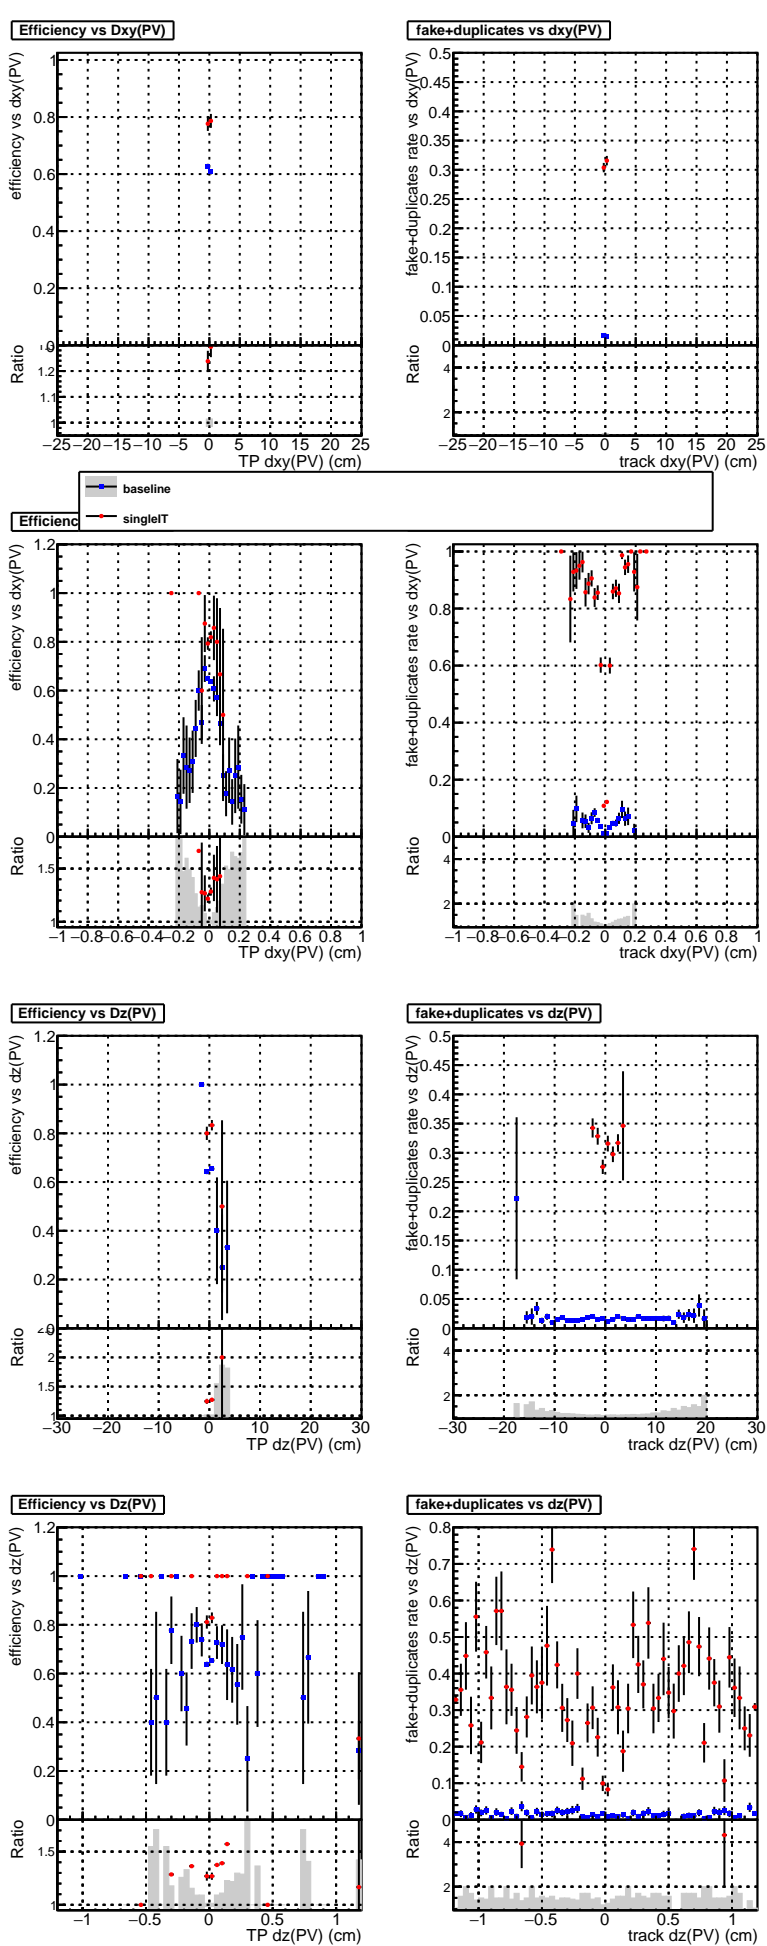 Efficiency vs Dxy(PV)
efficiency vs dxy(PV)
1
0.8
0.6
0.4
0.2
0
Ratio
1.2
1.1
1
−25 −20 −15 −10 −5 0 5 10 15 20 25
TP dxy(PV) (cm)
fake+duplicates vs dxy(PV)
fake+duplicates rate vs dxy(PV)
0.5
0.45
0.4
0.35
0.3
0.25
0.2
0.15
0.1
0.05
0
Ratio
4
2
−25 −20 −15 −10 −5 0 5 10 15 20 25
track dxy(PV) (cm)
baseline
singleIT
Efficienc
efficiency vs dxy(PV)
1.2
1
0.8
0.6
0.4
0.2
0
Ratio
1.5
1
−1 −0.8 −0.6 −0.4 −0.2 0 0.2 0.4 0.6 0.8 1
TP dxy(PV) (cm)
fake+duplicates rate vs dxy(PV)
1
0.8
0.6
0.4
0.2
0
Ratio
4
2
−1 −0.8 −0.6 −0.4 −0.2 0 0.2 0.4 0.6 0.8 1
track dxy(PV) (cm)
Efficiency vs Dz(PV)
efficiency vs dz(PV)
1.2
1
0.8
0.6
0.4
0.2
0
Ratio
2
1.5
1
−30 −20 −10 0 10 20 30
TP dz(PV) (cm)
fake+duplicates vs dz(PV)
fake+duplicates rate vs dz(PV)
0.5
0.45
0.4
0.35
0.3
0.25
0.2
0.15
0.1
0.05
0
Ratio
4
2
−30 −20 −10 0 10 20 30
track dz(PV) (cm)
Efficiency vs Dz(PV)
efficiency vs dz(PV)
1.2
1
0.8
0.6
0.4
0.2
0
Ratio
1.5
1
−1 −0.5 0 0.5 1
TP dz(PV) (cm)
fake+duplicates vs dz(PV)
fake+duplicates rate vs dz(PV)
0.8
0.7
0.6
0.5
0.4
0.3
0.2
0.1
0
Ratio
4
2
−1 −0.5 0 0.5 1
track dz(PV) (cm)